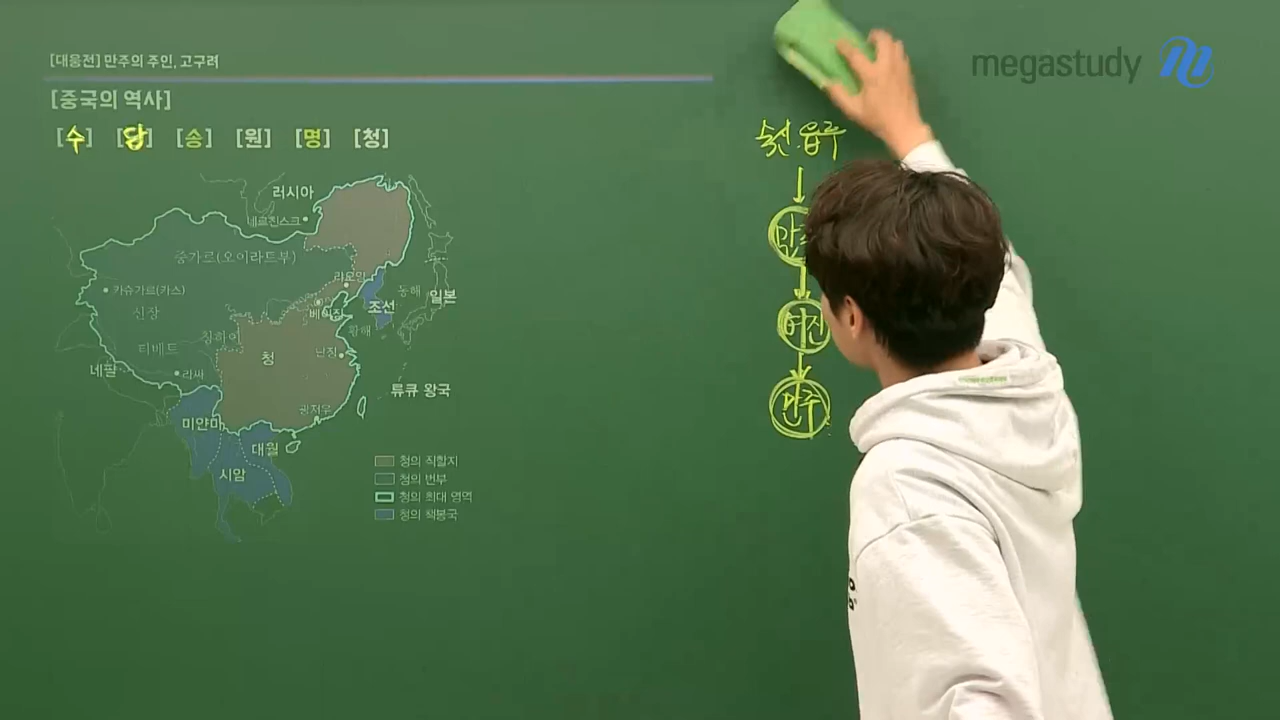 [대웅전] 만주의 주인, 고구려
megastudy
[중국의 역사]
[수] [당] [송] [원] [명] [청]
숙신.읍루
여진
만주
러시아
네르친스크
중가르(오이라트부)
랴오양
카슈가르(카스)
동해
일본
조선
베이징
신장
황해
칭하이
티베트
난징
청
네팔
라싸
류큐 왕국
광저우
미얀마
대월
시암
청의 직할지
청의 번부
청의 최대 영역
청의 책봉국